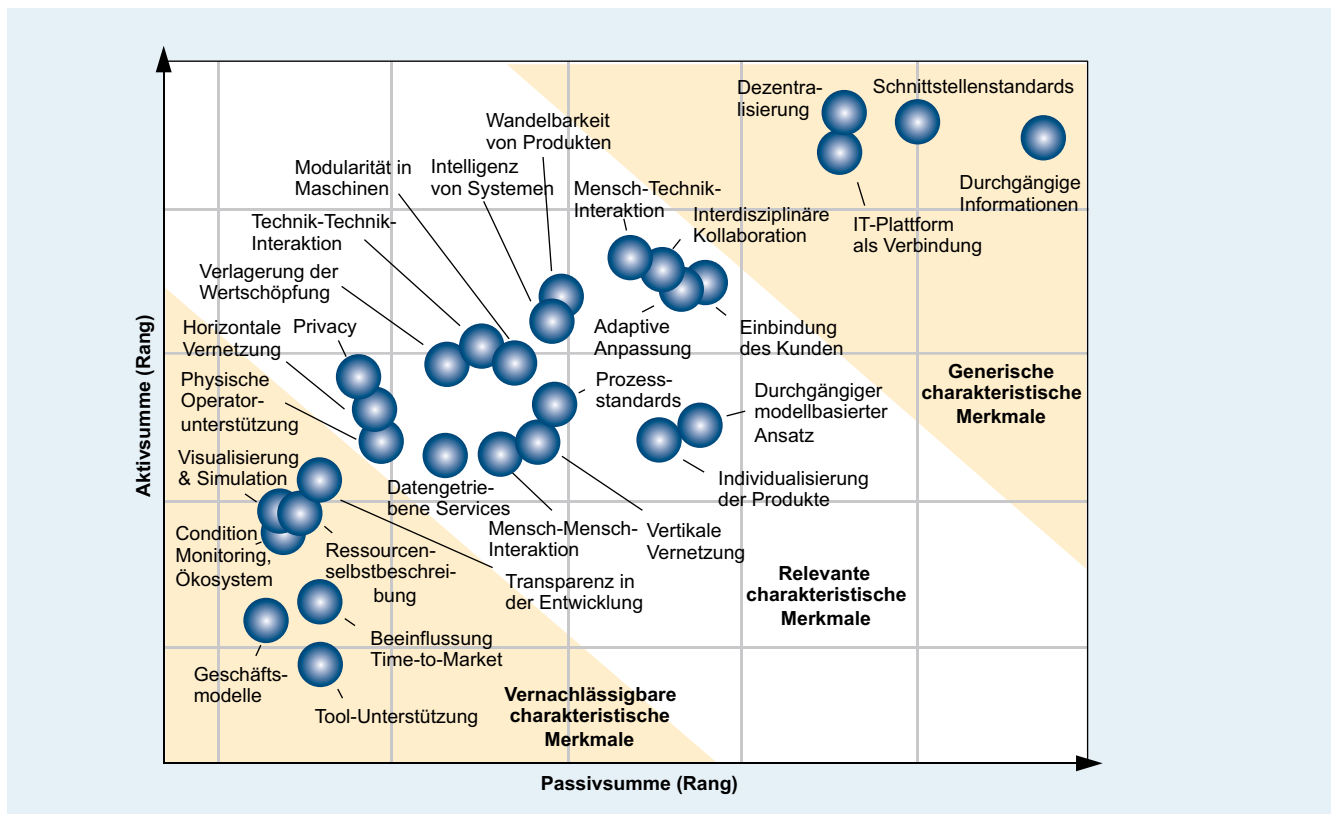 Dezentra-
lisierung
Schnittstellenstandards
Wandelbarkeit
von Produkten
Modularität in
Maschinen
Intelligenz
von Systemen
Mensch-Technik-
Interaktion
Durchgängige
Informationen
Interdisziplinäre
Kollaboration
Technik-Technik-
Interaktion
IT-Plattform
als Verbindung
Verlagerung der
Wertschöpfung
Horizontale
Vernetzung
Privacy
Adaptive
Anpassung
Einbindung
des Kunden
Physische
Operator-
unterstützung
Prozess-
standards
Durchgängiger
modellbasierter
Ansatz
Generische
charakteristische
Merkmale
Visualisierung
& Simulation
Datengetrie-
bene Services
Individualisierung
der Produkte
Mensch-Mensch-
Interaktion
Vertikale
Vernetzung
Condition
Monitoring,
Ökosystem
Ressourcen-
selbstbeschrei-
bung
Transparenz in
der Entwicklung
Relevante
charakteristische
Merkmale
Beeinflussung
Time-to-Market
Geschäfts-
modelle
Tool-Unterstützung
Vernachlässigbare
charakteristische
Merkmale
Aktivsumme (Rang)
Passivsumme (Rang)